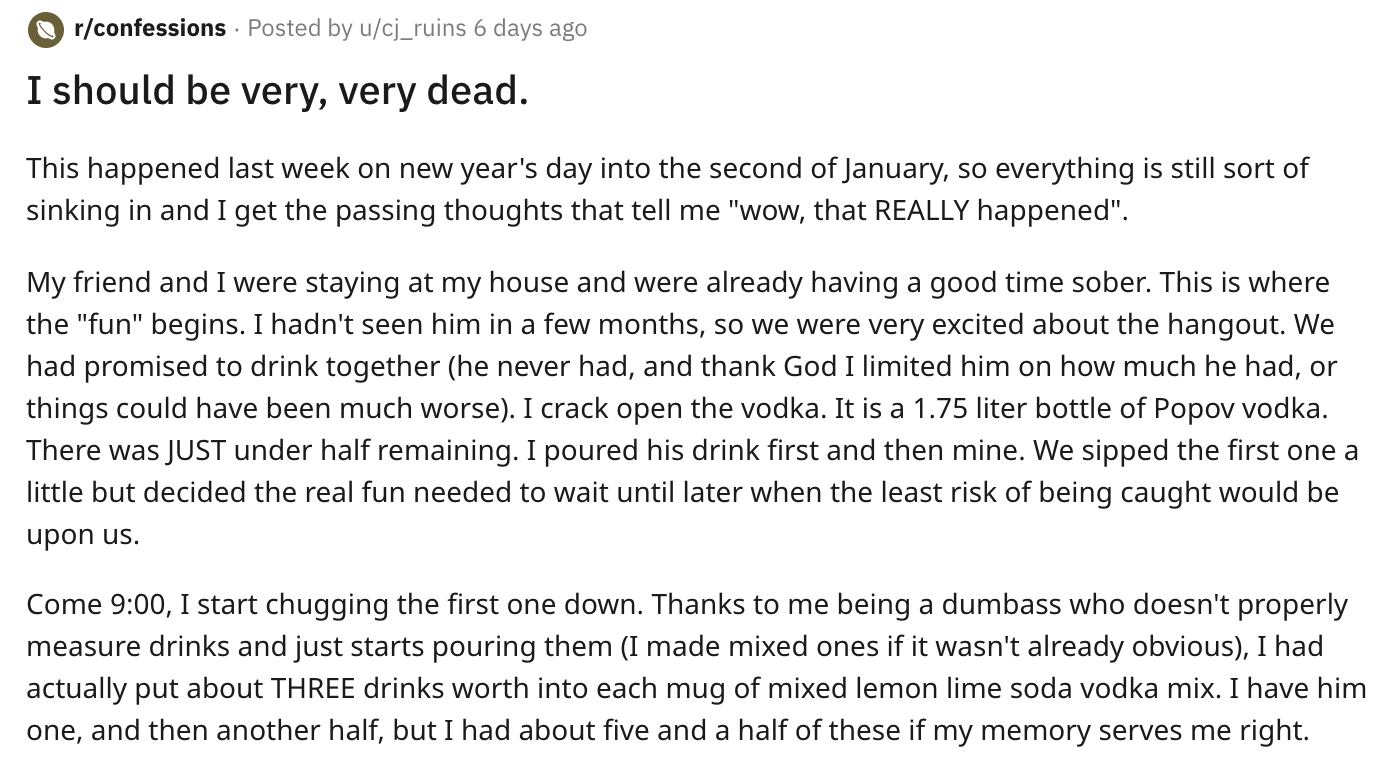 r/confessions · Posted by u/cj_ruins 6 days ago
I should be very, very dead.
This happened last week on new year's day into the second of January, so everything is still sort of
sinking in and I get the passing thoughts that tell me "wow, that REALLY happened".
My friend and I were staying at my house and were already having a good time sober. This is where
the "fun" begins. I hadn't seen him in a few months, so we were very excited about the hangout. We
had promised to drink together (he never had, and thank God I limited him on how much he had, or
things could have been much worse). I crack open the vodka. It is a 1.75 liter bottle of Popov vodka.
There was JUST under half remaining. I poured his drink first and then mine. We sipped the first one a
little but decided the real fun needed to wait until later when the least risk of being caught would be
upon us.
Come 9:00, I start chugging the first one down. Thanks to me being a dumbass who doesn't properly
measure drinks and just starts pouring them (I made mixed ones if it wasn't already obvious), I had
actually put about THREE drinks worth into each mug of mixed lemon lime soda vodka mix. I have him
one, and then another half, but I had about five and a half of these if my memory serves me right.